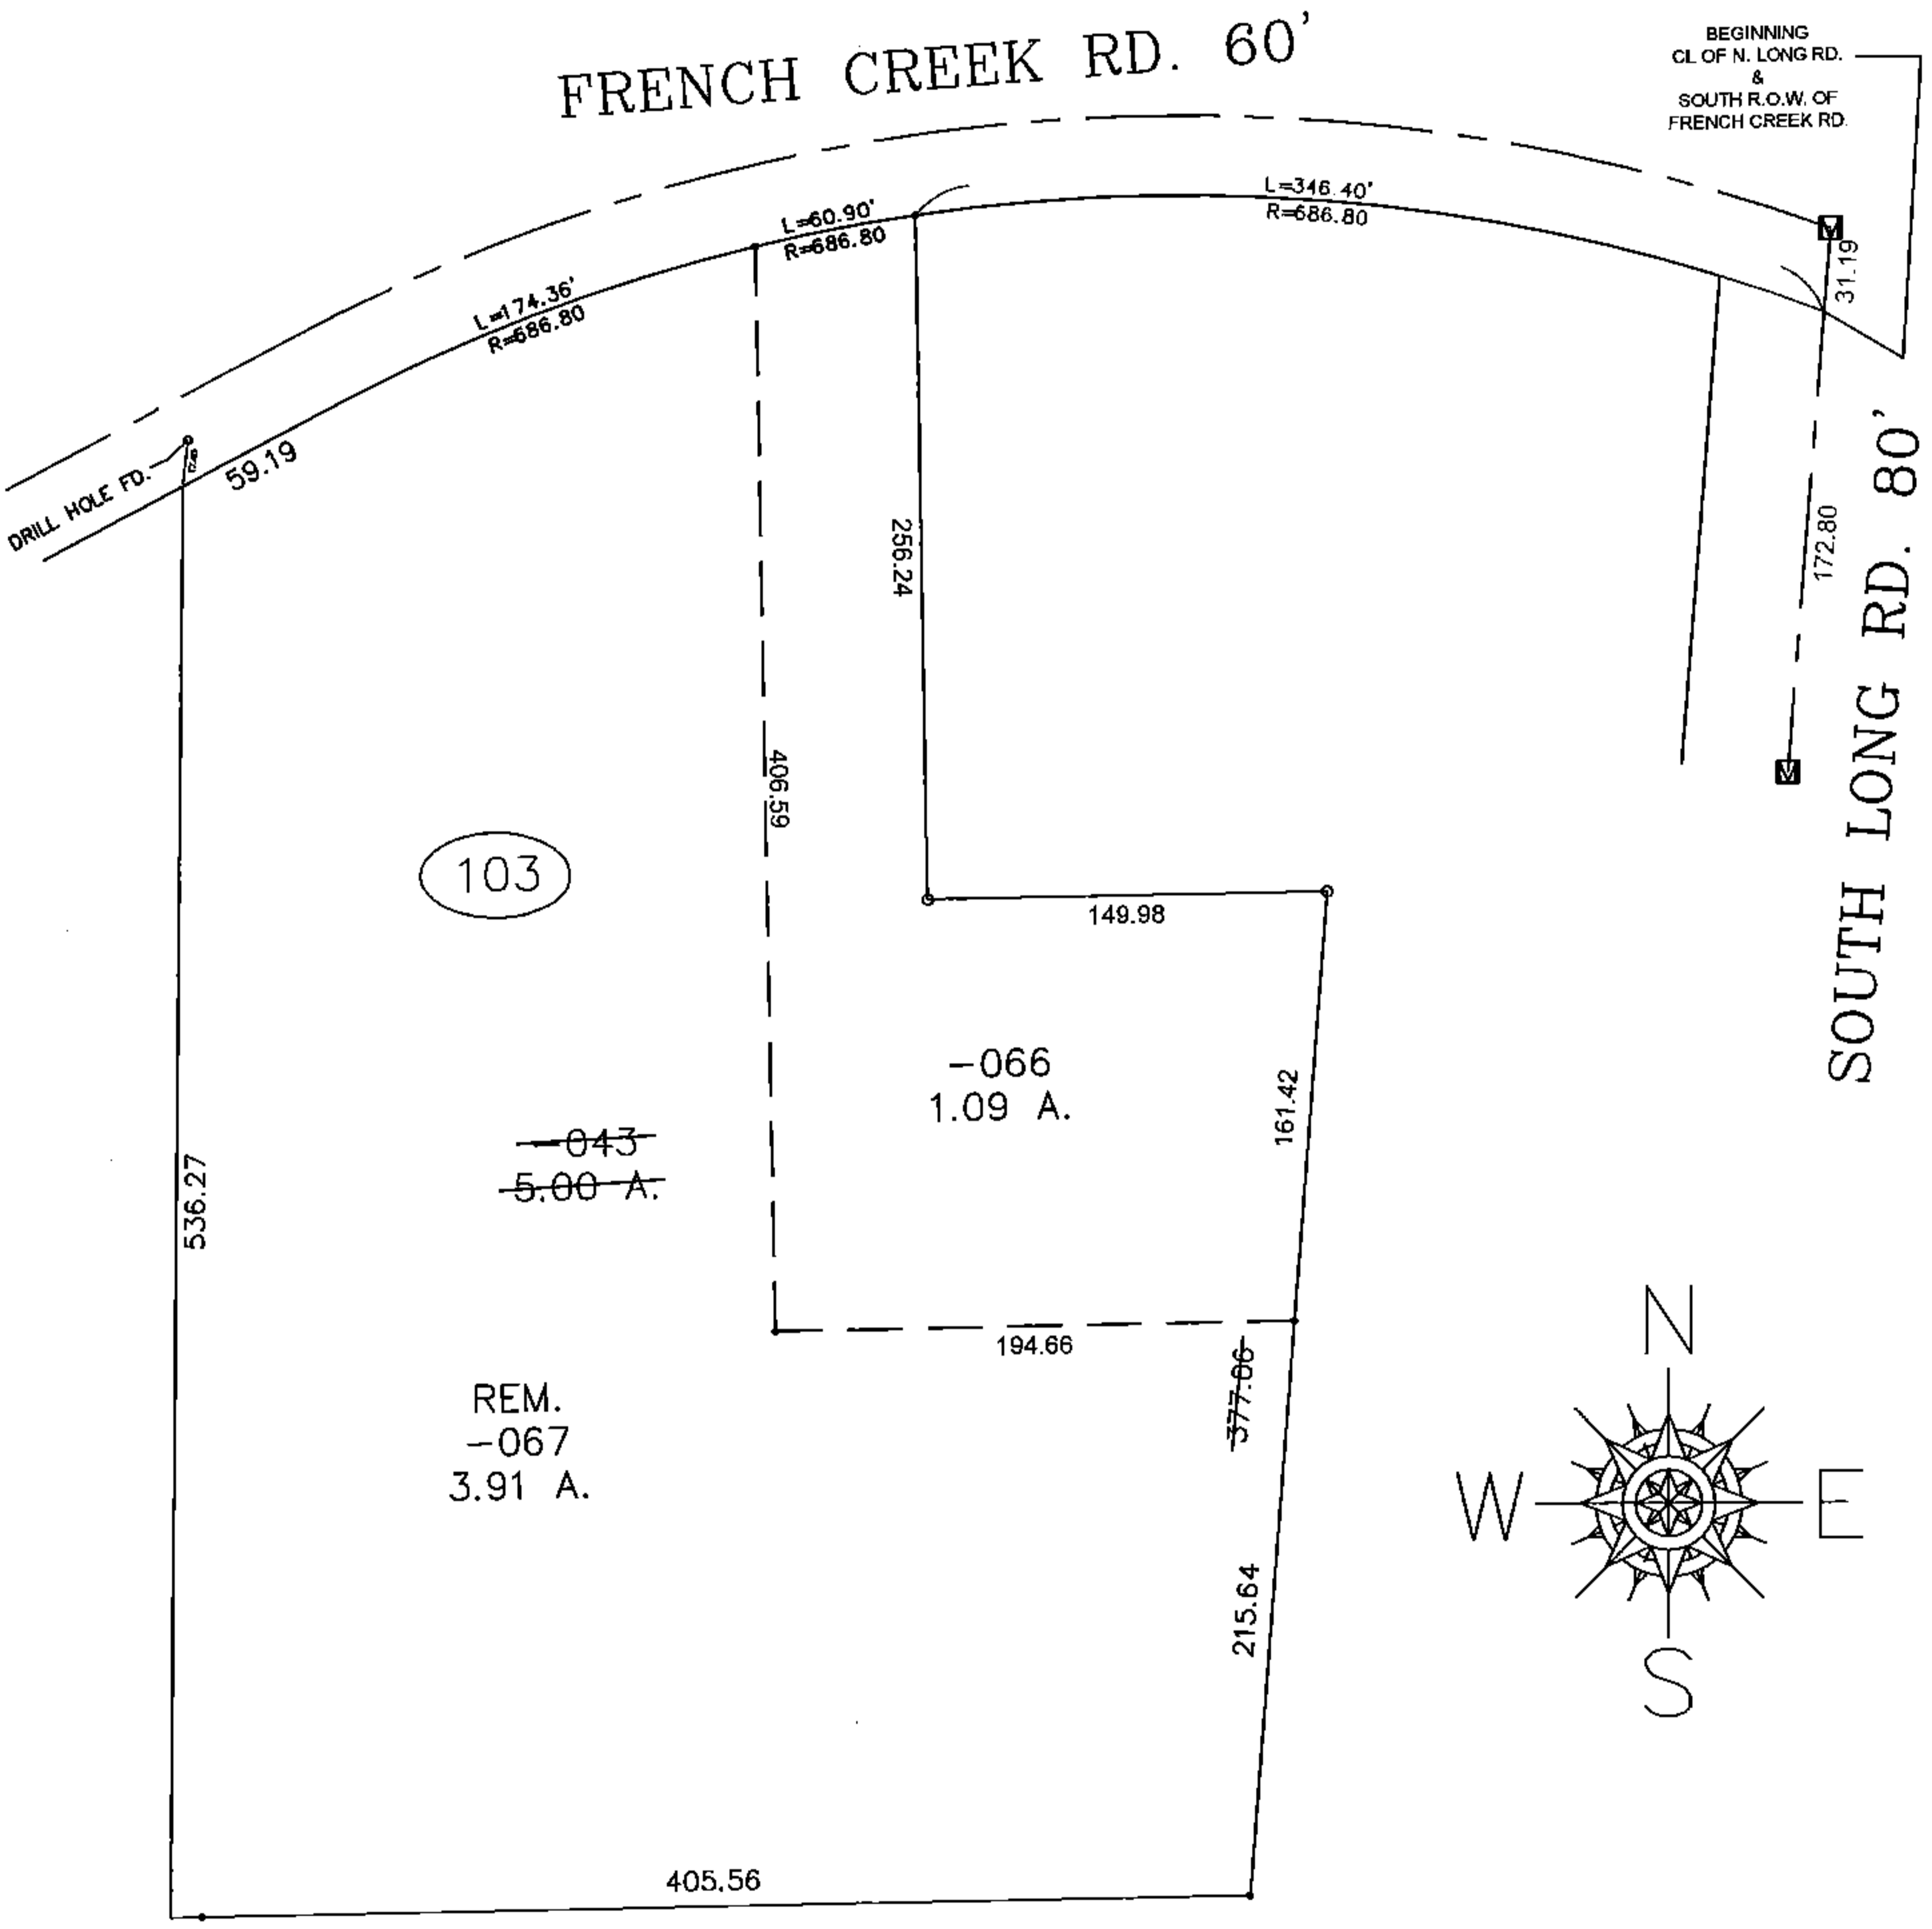 FRENCH CREEK RD. 60'
BEGINNING
CL OF N. LONG RD.
&
SOUTH R.O.W. OF
FRENCH CREEK RD.
L=346.40'
R=686.80
L=60.90'
R=686.80
L=174.36'
R=686.80
31.19
DRILL HOLE FD.
59.19
172.80
SOUTH LONG RD. 80'
256.24
406.59
103
149.98
-066
1.09 A.
161.42
-043
5.00 A.
536.27
194.66
377.06
REM.
-067
3.91 A.
215.64
405.56
N
W
E
S